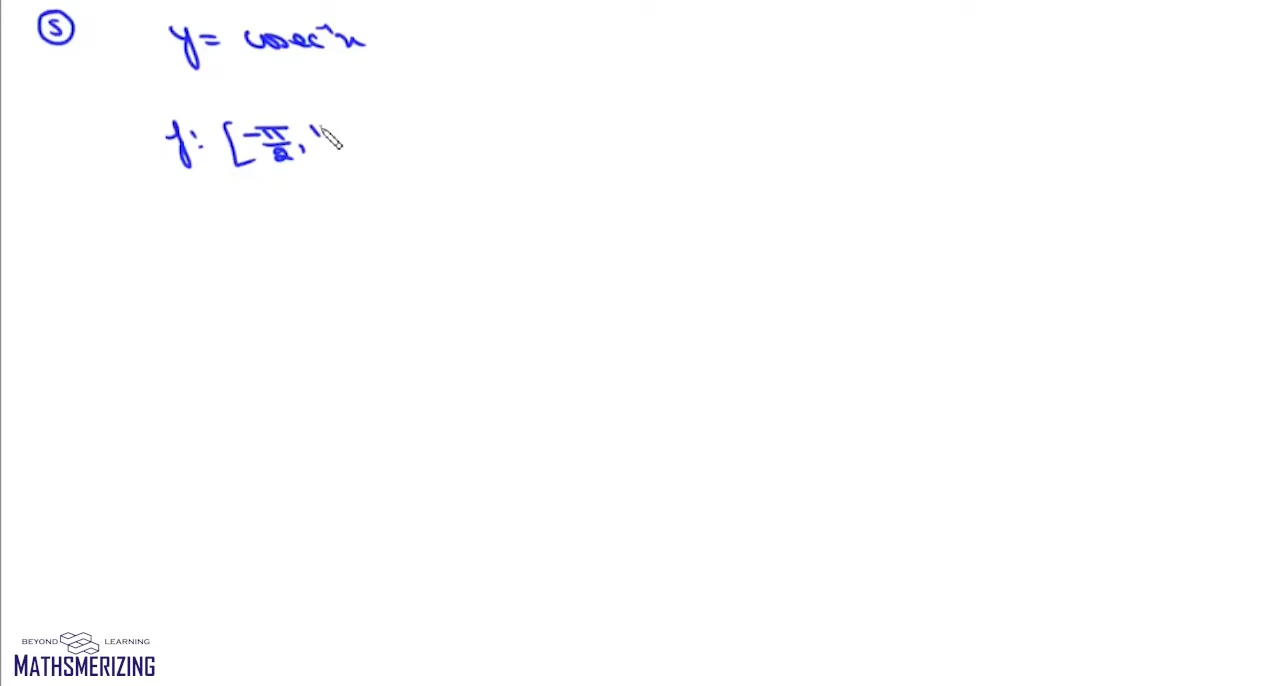 ⑤ y = cosec⁻¹x
f: [-π/2,
BEYOND LEARNING
MATHSMERIZING